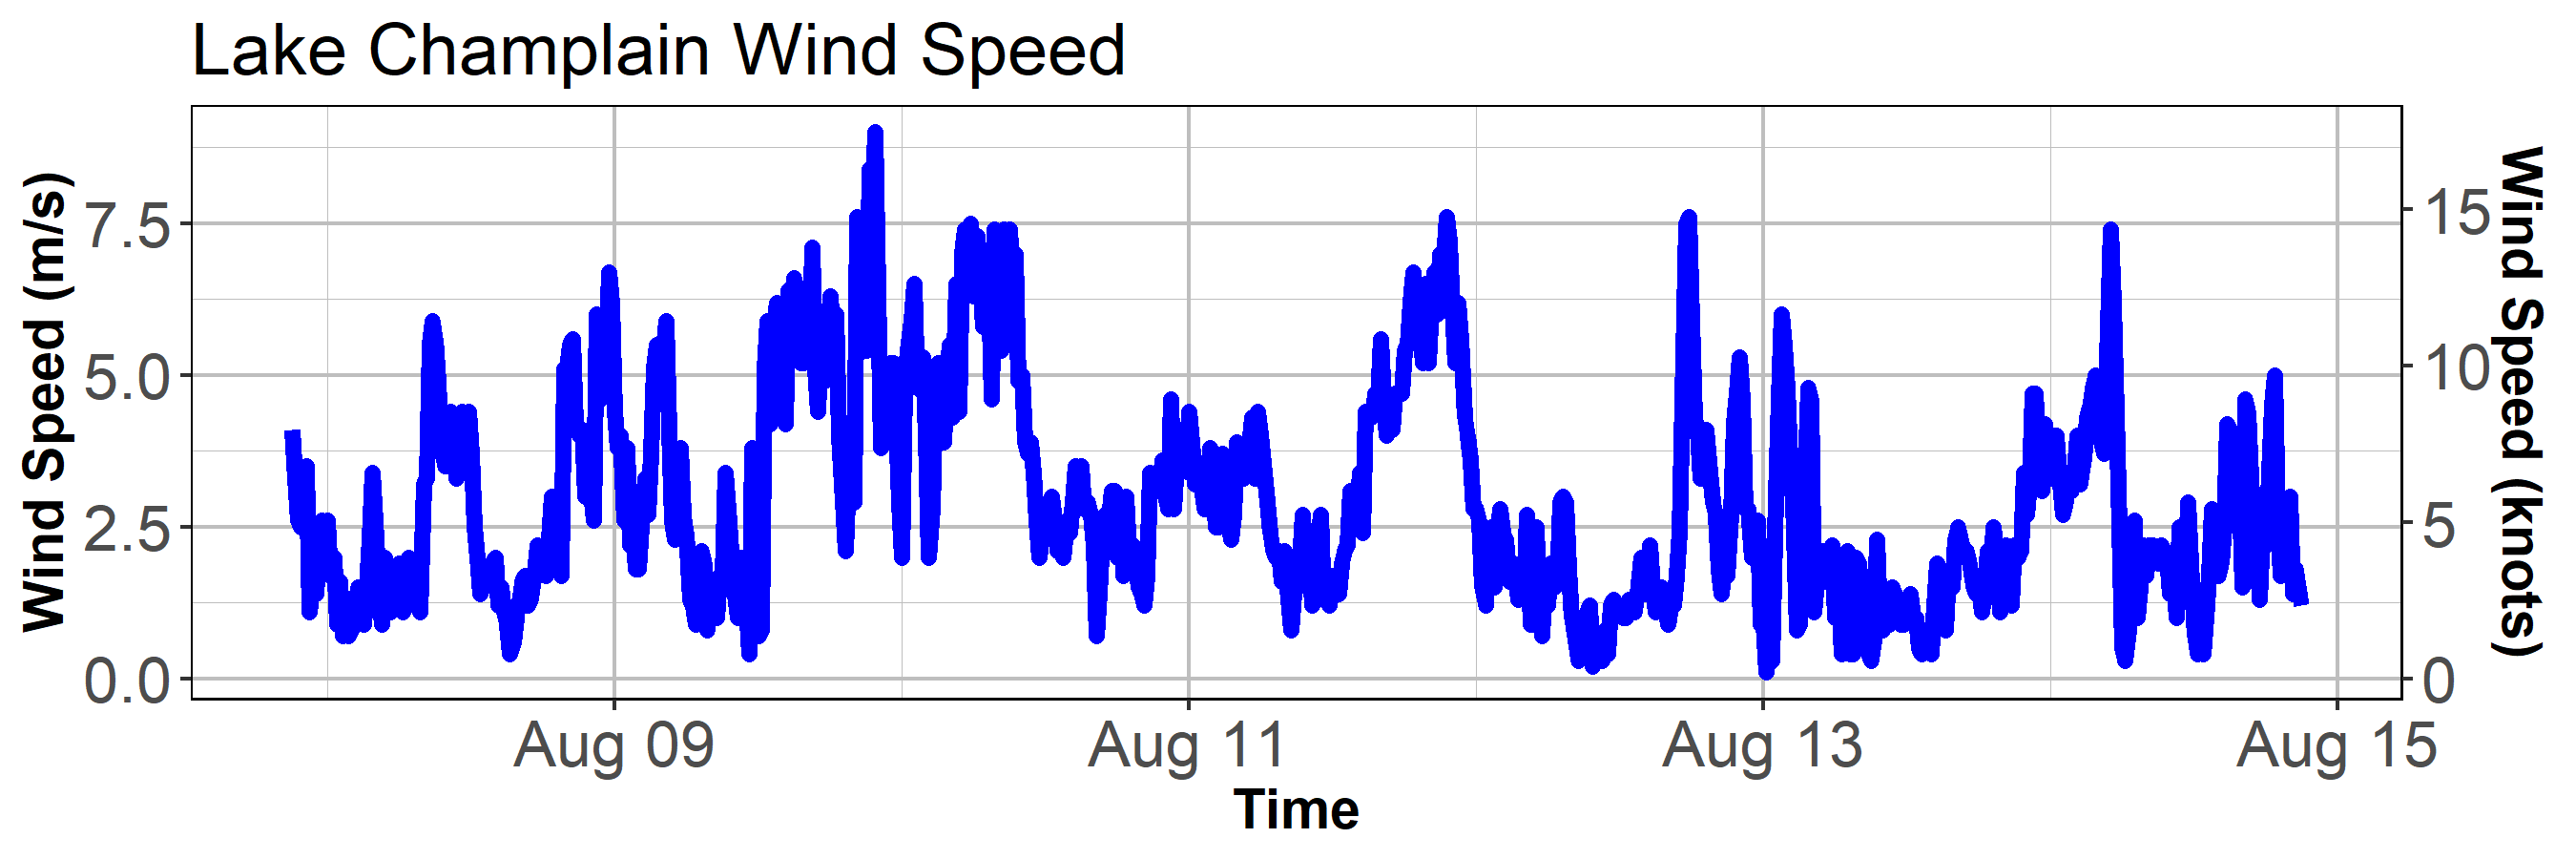 Lake Champlain Wind Speed
Wind Speed (m/s)
7.5
5.0
2.5
0.0
15
10
5
0
Wind Speed (knots)
Aug 09
Aug 11
Aug 13
Aug 15
Time